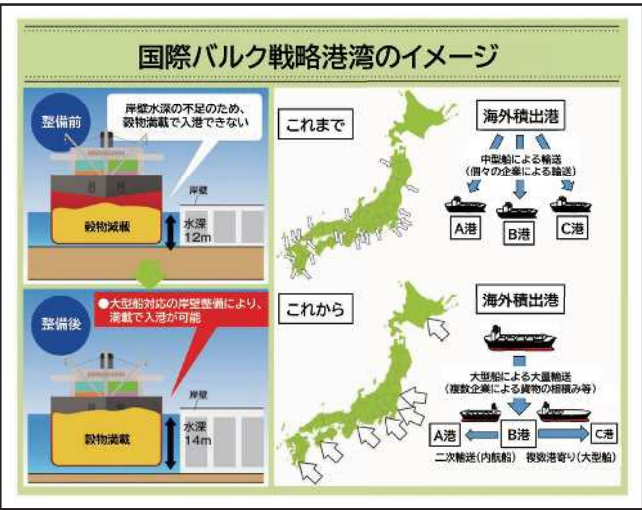 国際バルク戦略港湾のイメージ
整備前
岸壁水深の不足のため、
穀物満載で入港できない
岸壁
穀物減載
水深
12m
整備後
●大型船対応の岸壁整備により、
満載で入港が可能
岸壁
穀物満載
水深
14m
これまで
海外積出港
中型船による輸送
(個々の企業による輸送)
A港
B港
C港
これから
海外積出港
大型船による大量輸送
(複数企業による貨物の相積み等)
A港
B港
C港
二次輸送(内航船)
複数港寄り(大型船)